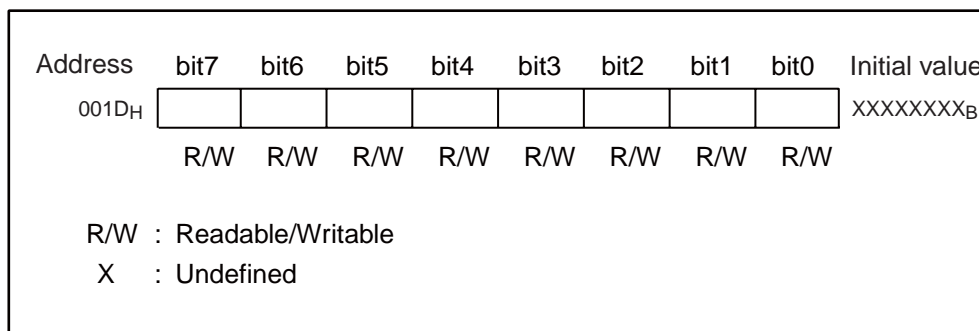 Address bit7 bit6 bit5 bit4 bit3 bit2 bit1 bit0 Initial value
001DH XXXXXXXXB
R/W R/W R/W R/W R/W R/W R/W R/W
R/W : Readable/Writable
X : Undefined